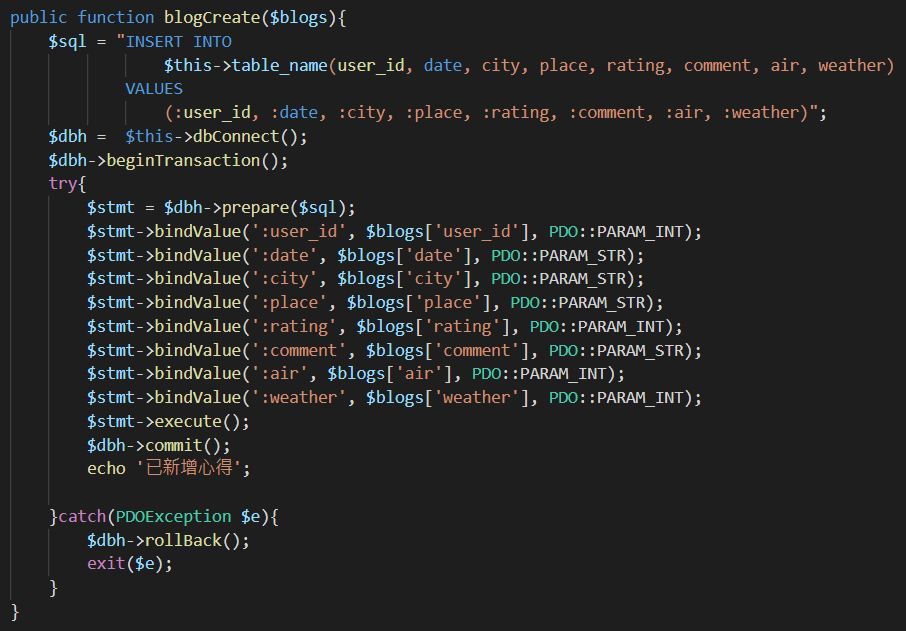 public function blogCreate($blogs){
    $sql = "INSERT INTO
                $this->table_name(user_id, date, city, place, rating, comment, air, weather)
            VALUES
                (:user_id, :date, :city, :place, :rating, :comment, :air, :weather)";
    $dbh =  $this->dbConnect();
    $dbh->beginTransaction();
    try{
        $stmt = $dbh->prepare($sql);
        $stmt->bindValue(':user_id', $blogs['user_id'], PDO::PARAM_INT);
        $stmt->bindValue(':date', $blogs['date'], PDO::PARAM_STR);
        $stmt->bindValue(':city', $blogs['city'], PDO::PARAM_STR);
        $stmt->bindValue(':place', $blogs['place'], PDO::PARAM_STR);
        $stmt->bindValue(':rating', $blogs['rating'], PDO::PARAM_INT);
        $stmt->bindValue(':comment', $blogs['comment'], PDO::PARAM_STR);
        $stmt->bindValue(':air', $blogs['air'], PDO::PARAM_INT);
        $stmt->bindValue(':weather', $blogs['weather'], PDO::PARAM_INT);
        $stmt->execute();
        $dbh->commit();
        echo '已新增心得';
    }catch(PDOException $e){
        $dbh->rollBack();
        exit($e);
    }
}